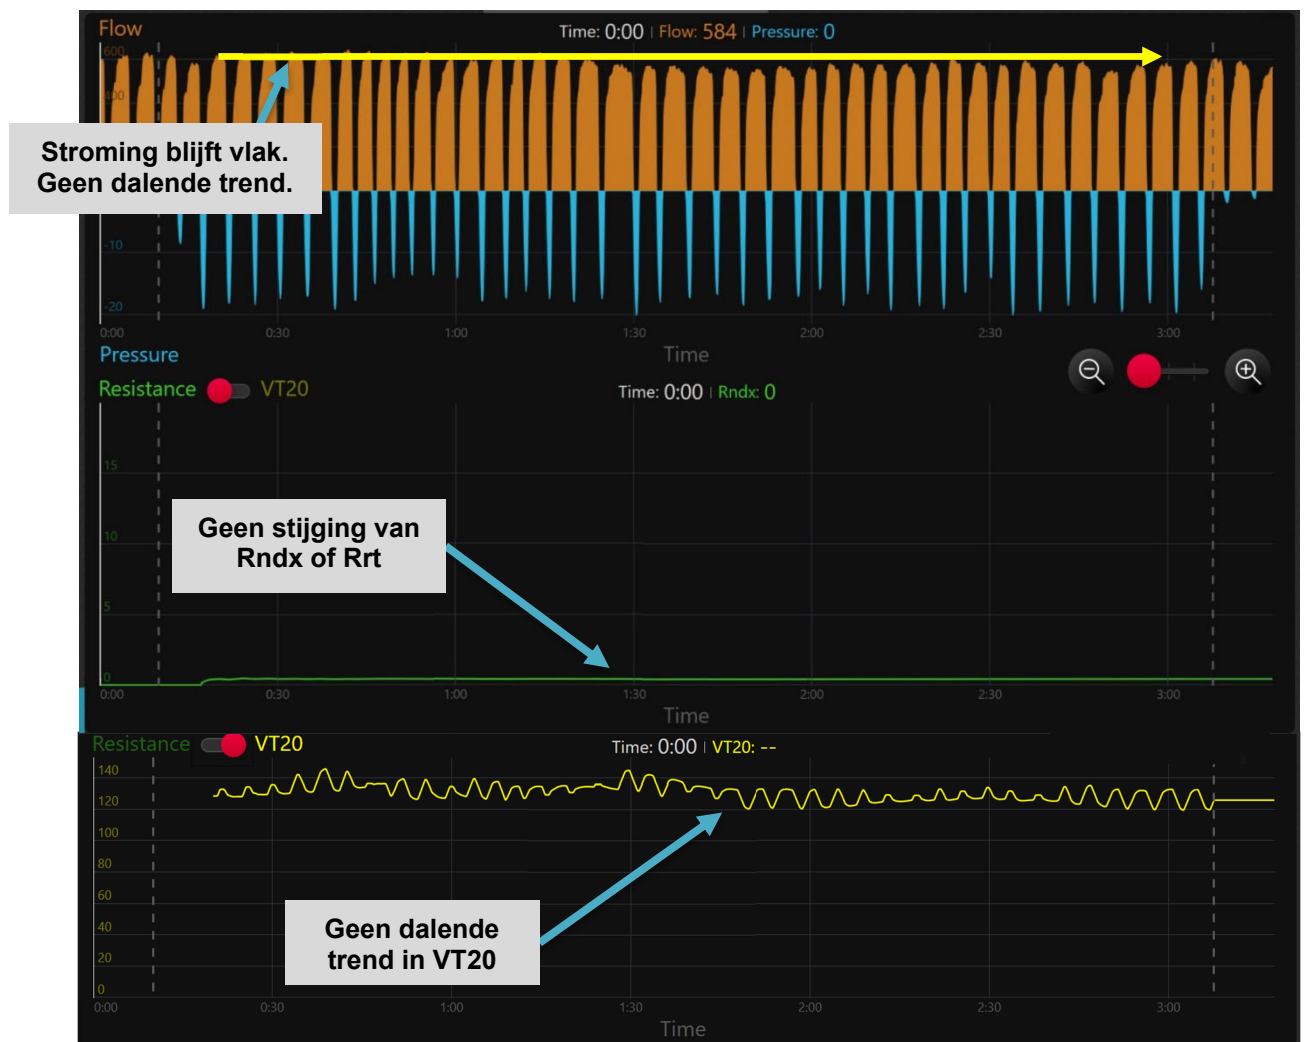 Flow
Time: 0:00 | Flow: 584 | Pressure: 0
600
400
Stroming blijft vlak.
Geen dalende trend.
-10
-20
0:00 0:30 1:00 1:30 2:00 2:30 3:00
Pressure
Time
Resistance VT20
Time: 0:00 | Rndx: 0
15
Geen stijging van
Rndx of Rrt
10
5
0
0:00 0:30 1:00 1:30 2:00 2:30 3:00
Time
Resistance VT20
Time: 0:00 | VT20: --
140
120
100
80
60
Geen dalende
trend in VT20
40
20
0
0:00 0:30 1:00 1:30 2:00 2:30 3:00
Time